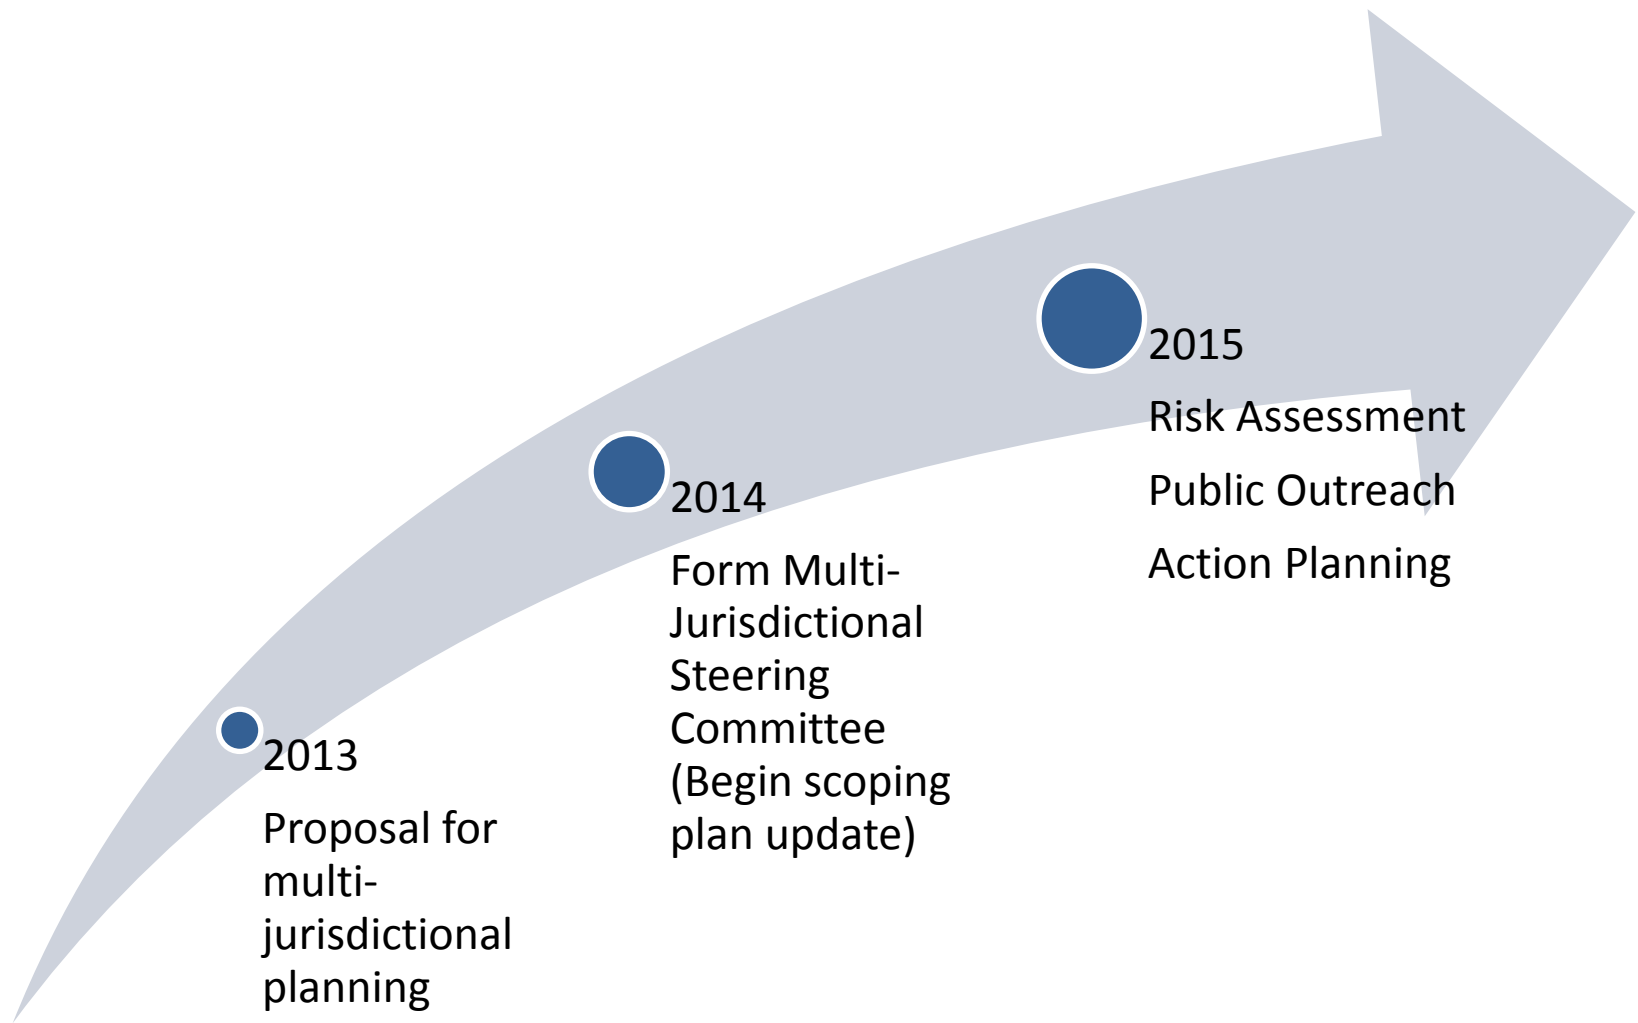 2013
Proposal for
multi-
jurisdictional
planning
2014
Form Multi-
Jurisdictional
Steering
Committee
(Begin scoping
plan update)
2015
Risk Assessment
Public Outreach
Action Planning